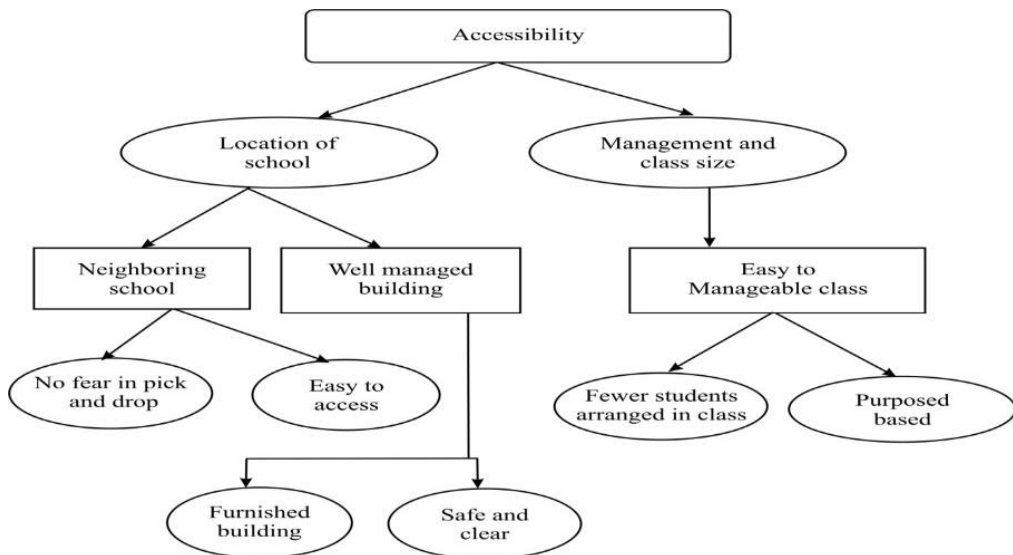 Accessibility
Location of
school
Management and
class size
Neighboring
school
Well managed
building
Easy to
Manageable class
No fear in pick
and drop
Easy to
access
Fewer students
arranged in class
Purposed
based
Furnished
building
Safe and
clear